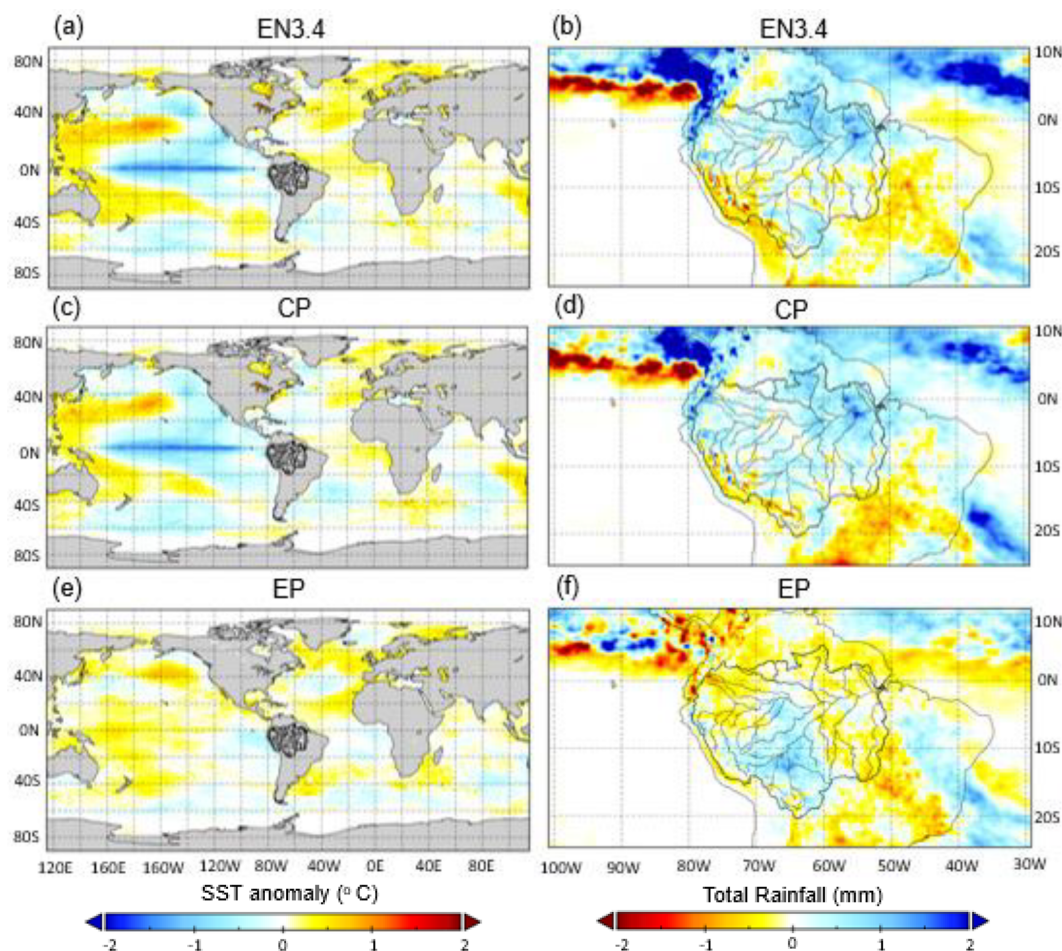 (a) EN3.4 (b) EN3.4
80N 10N
40N 0N
0N 10S
40S 20S
80S
(c) CP (d) CP
80N 10N
40N 0N
0N 10S
40S 20S
80S
(e) EP (f) EP
80N 10N
40N 0N
0N 10S
40S 20S
80S
120E 160E 160W 120W 80W 40W 0E 40E 80E 100W 90W 80W 70W 60W 50W 40W 30W
SST anomaly (° C) Total Rainfall (mm)
-2 -1 0 1 2 -2 -1 0 1 2